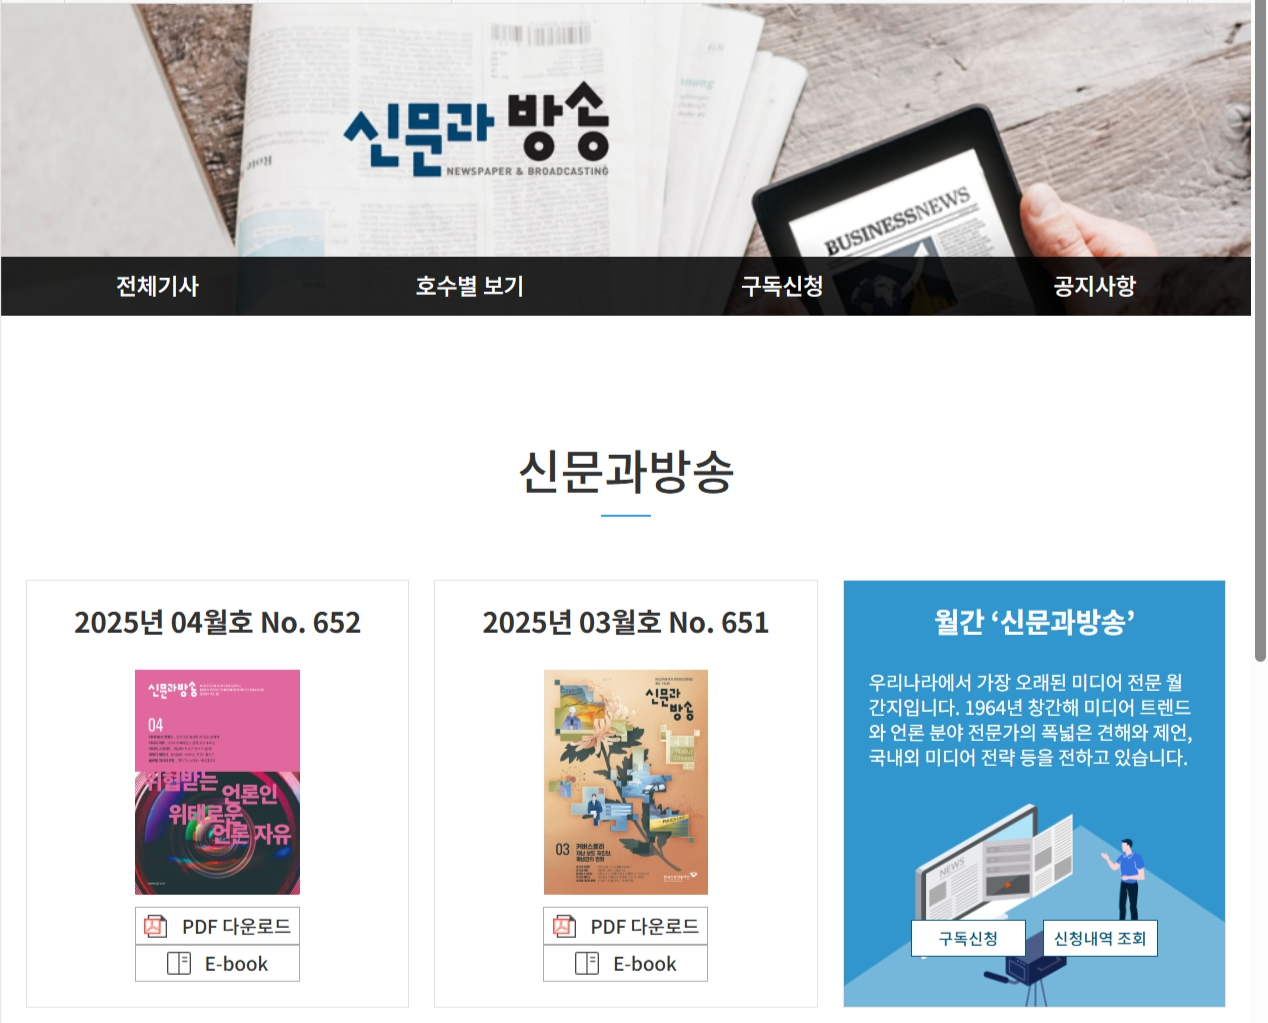 신문과 방송
NEWSPAPER & BROADCASTING
BUSINESSNEWS
전체기사
호수별 보기
구독신청
공지사항
신문과방송
2025년 04월호 No. 652
신문과방송
04
위협받는
언론인
위태로운
언론 자유
PDF 다운로드
E-book
2025년 03월호 No. 651
신문과
방송
03 커버스토리
PDF 다운로드
E-book
월간 ‘신문과방송’
우리나라에서 가장 오래된 미디어 전문 월
간지입니다. 1964년 창간해 미디어 트렌드
와 언론 분야 전문가의 폭넓은 견해와 제언,
국내외 미디어 전략 등을 전하고 있습니다.
NEWS
구독신청
신청내역 조회